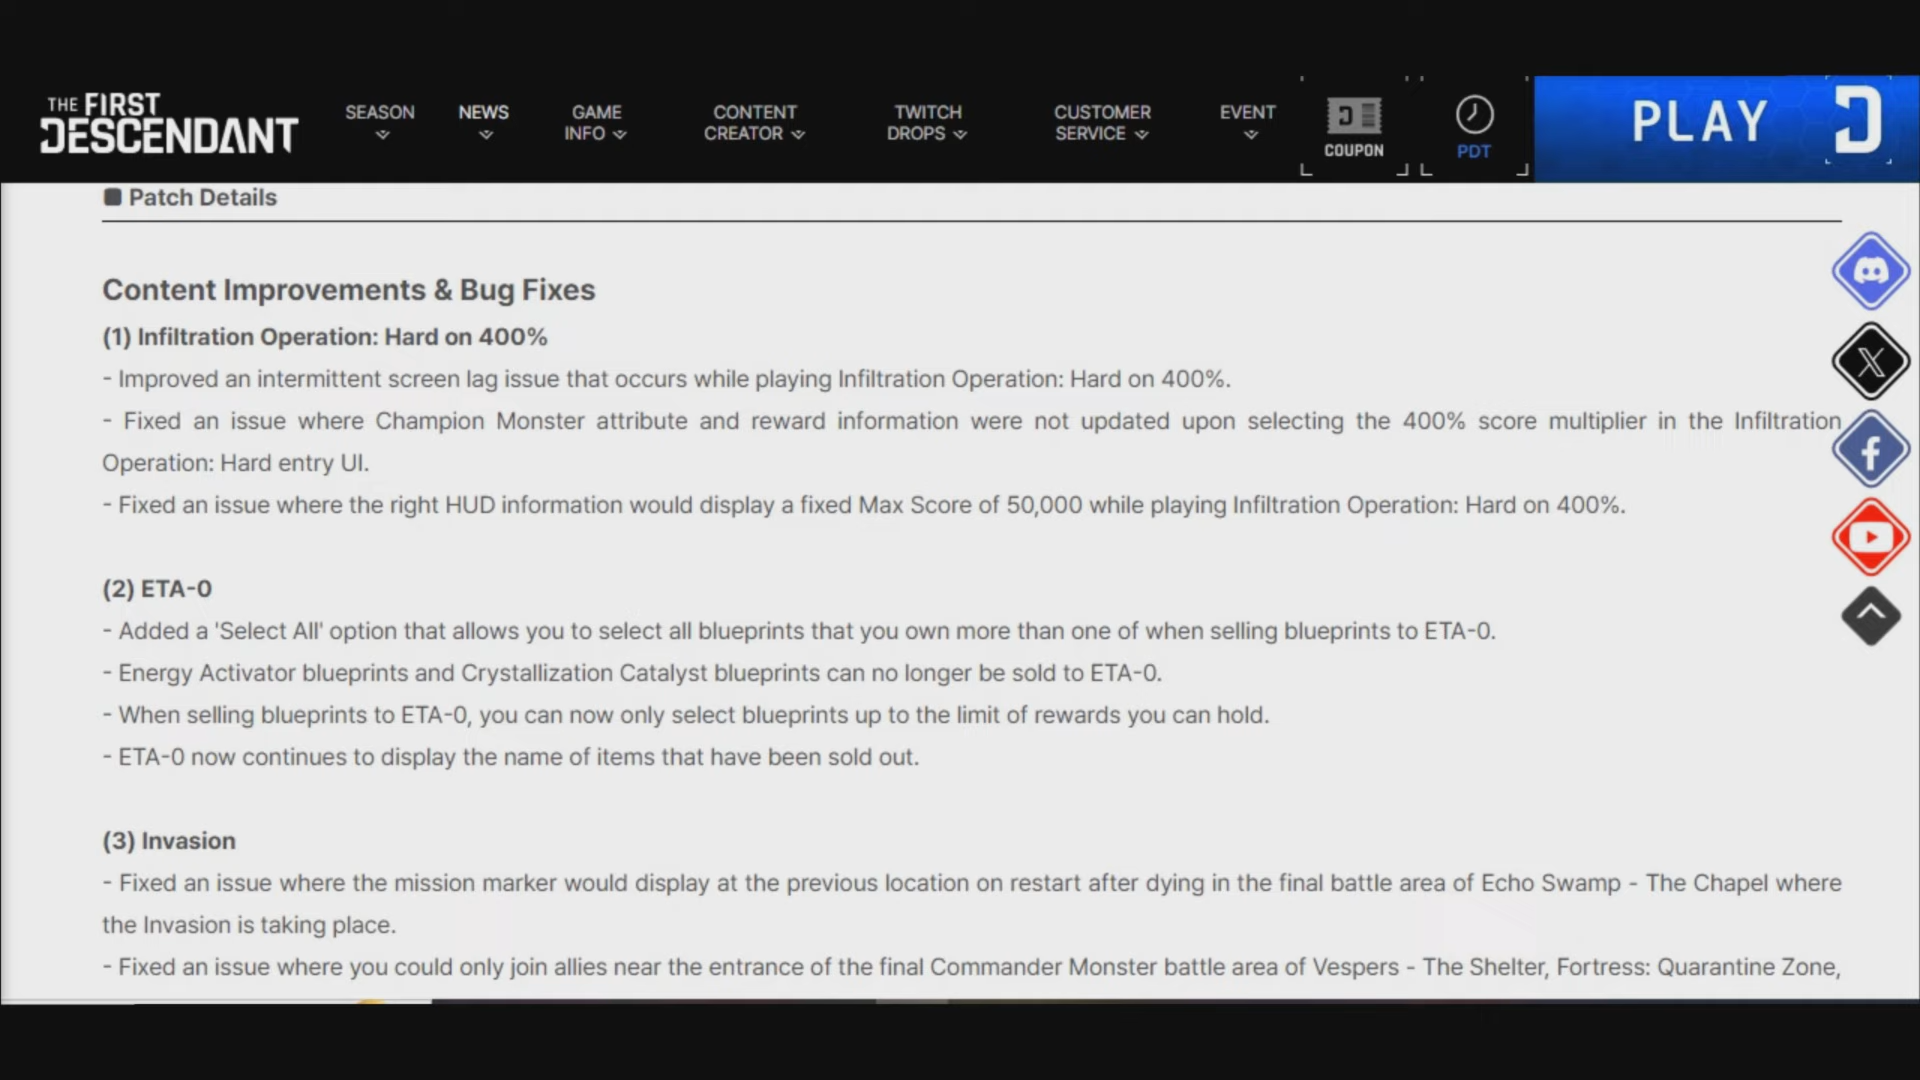 THE FIRST
DESCENDANT
SEASON
NEWS
GAME
INFO
CONTENT
CREATOR
TWITCH
DROPS
CUSTOMER
SERVICE
EVENT
COUPON
PDT
PLAY
Patch Details
Content Improvements & Bug Fixes
(1) Infiltration Operation: Hard on 400%
- Improved an intermittent screen lag issue that occurs while playing Infiltration Operation: Hard on 400%.
- Fixed an issue where Champion Monster attribute and reward information were not updated upon selecting the 400% score multiplier in the Infiltration
Operation: Hard entry UI.
- Fixed an issue where the right HUD information would display a fixed Max Score of 50,000 while playing Infiltration Operation: Hard on 400%.
(2) ETA-0
- Added a 'Select All' option that allows you to select all blueprints that you own more than one of when selling blueprints to ETA-0.
- Energy Activator blueprints and Crystallization Catalyst blueprints can no longer be sold to ETA-0.
- When selling blueprints to ETA-0, you can now only select blueprints up to the limit of rewards you can hold.
- ETA-0 now continues to display the name of items that have been sold out.
(3) Invasion
- Fixed an issue where the mission marker would display at the previous location on restart after dying in the final battle area of Echo Swamp - The Chapel where
the Invasion is taking place.
- Fixed an issue where you could only join allies near the entrance of the final Commander Monster battle area of Vespers - The Shelter, Fortress: Quarantine Zone,